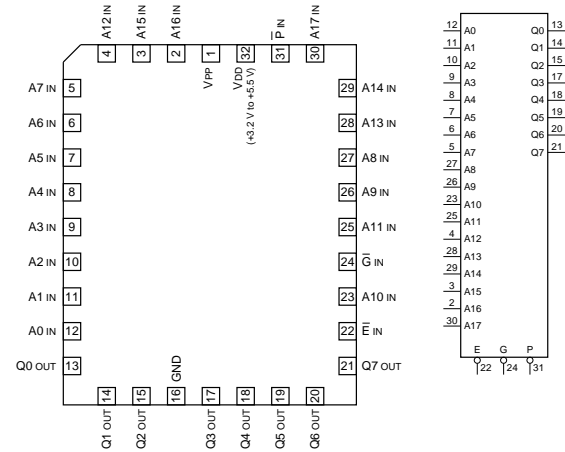 A12 IN
A15 IN
A16 IN
P IN
A17 IN
4
3
2
1
32
31
30
VPP
VDD
(+3.2 V to +5.5 V)
A7 IN 5
A6 IN 6
A5 IN 7
A4 IN 8
A3 IN 9
A2 IN 10
A1 IN 11
A0 IN 12
Q0 OUT 13
29 A14 IN
28 A13 IN
27 A8 IN
26 A9 IN
25 A11 IN
24 G IN
23 A10 IN
22 E IN
21 Q7 OUT
GND
14
15
16
17
18
19
20
Q1 OUT
Q2 OUT
Q3 OUT
Q4 OUT
Q5 OUT
Q6 OUT
12 A0
11 A1
10 A2
9 A3
8 A4
7 A5
6 A6
5 A7
27 A8
26 A9
23 A10
25 A11
4 A12
28 A13
29 A14
3 A15
2 A16
30 A17
Q0 13
Q1 14
Q2 15
Q3 17
Q4 18
Q5 19
Q6 20
Q7 21
E G P
22 24 31